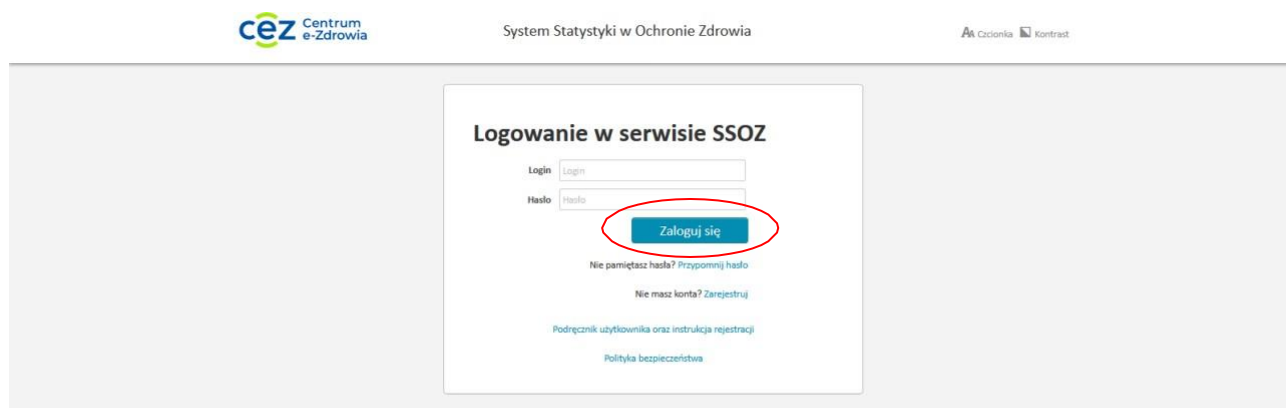 cez Centrum
e-Zdrowia
System Statystyki w Ochronie Zdrowia
AA Czcionka Kontrast
Logowanie w serwisie SSOZ
Login Login
Hasło Hasło
Zaloguj się
Nie pamiętasz hasła? Przypomnij hasło
Nie masz konta? Zarejestruj
Podręcznik użytkownika oraz instrukcja rejestracji
Polityka bezpieczeństwa